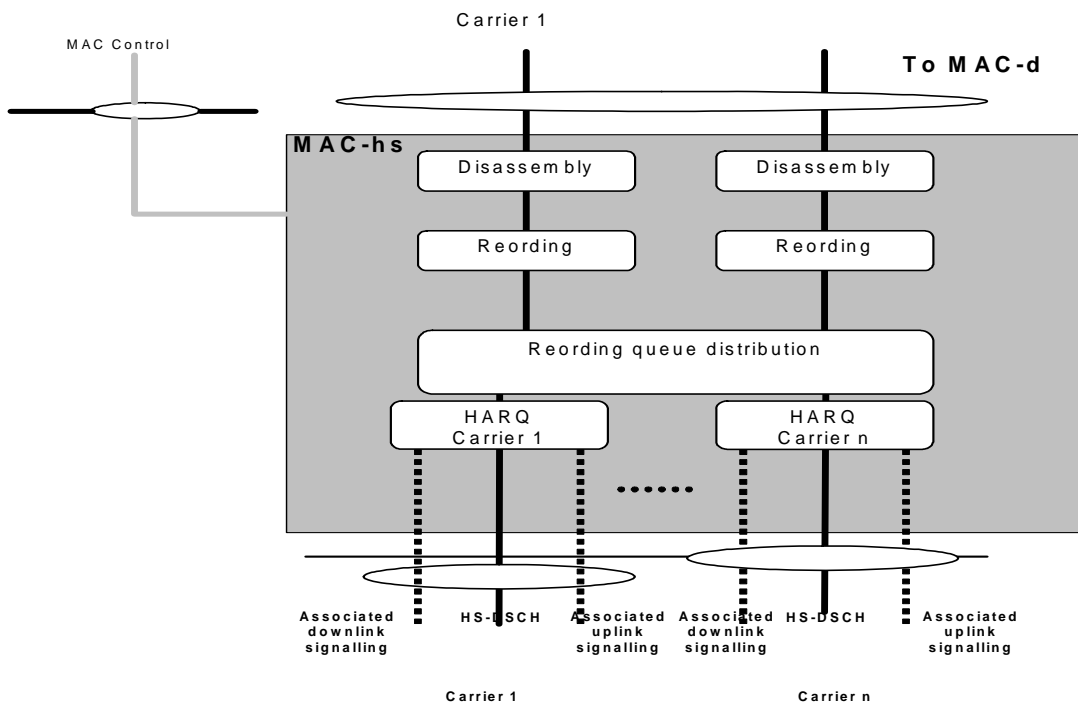 Carrier 1
MAC Control
To MAC-d
MAC-hs
Disassembly
Disassembly
Reording
Reording
Reording queue distribution
HARQ
Carrier 1
HARQ
Carrier n
Associated
downlink
signalling
HS-DSCH
Associated
uplink
signalling
Associated
downlink
signalling
HS-DSCH
Associated
uplink
signalling
Carrier 1
Carrier n